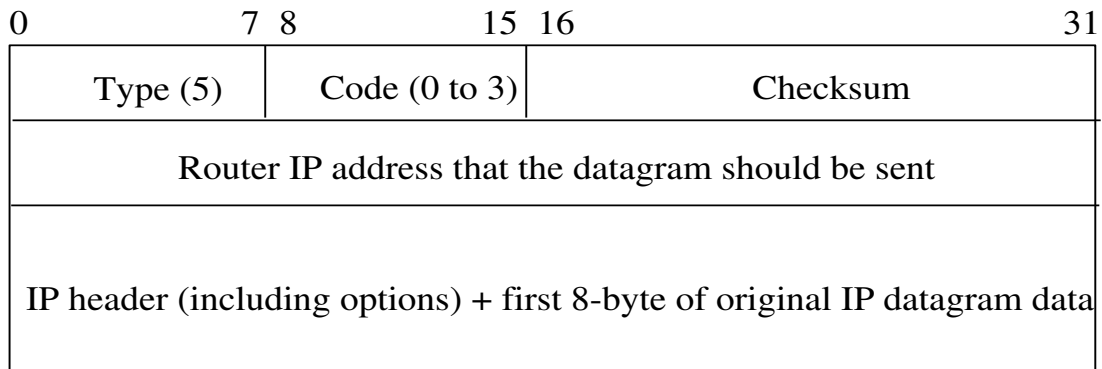 0 7 8 15 16 31
Type (5) Code (0 to 3) Checksum
Router IP address that the datagram should be sent
IP header (including options) + first 8-byte of original IP datagram data